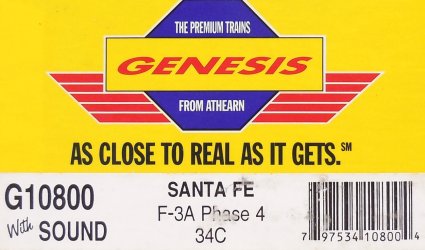 THE PREMIUM TRAINS
GENESIS
FROM ATHEARN
AS CLOSE TO REAL AS IT GETS.℠
G10800
With SOUND
SANTA FE
F-3A Phase 4
34C
7 97534 10800 4